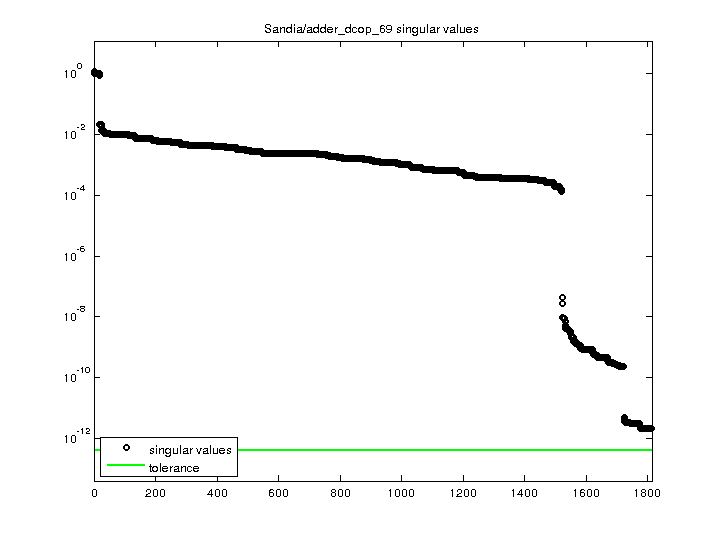 Sandia/adder_dcop_69 singular values
10^0
10^-2
10^-4
10^-6
10^-8
10^-10
10^-12
singular values
tolerance
0 200 400 600 800 1000 1200 1400 1600 1800